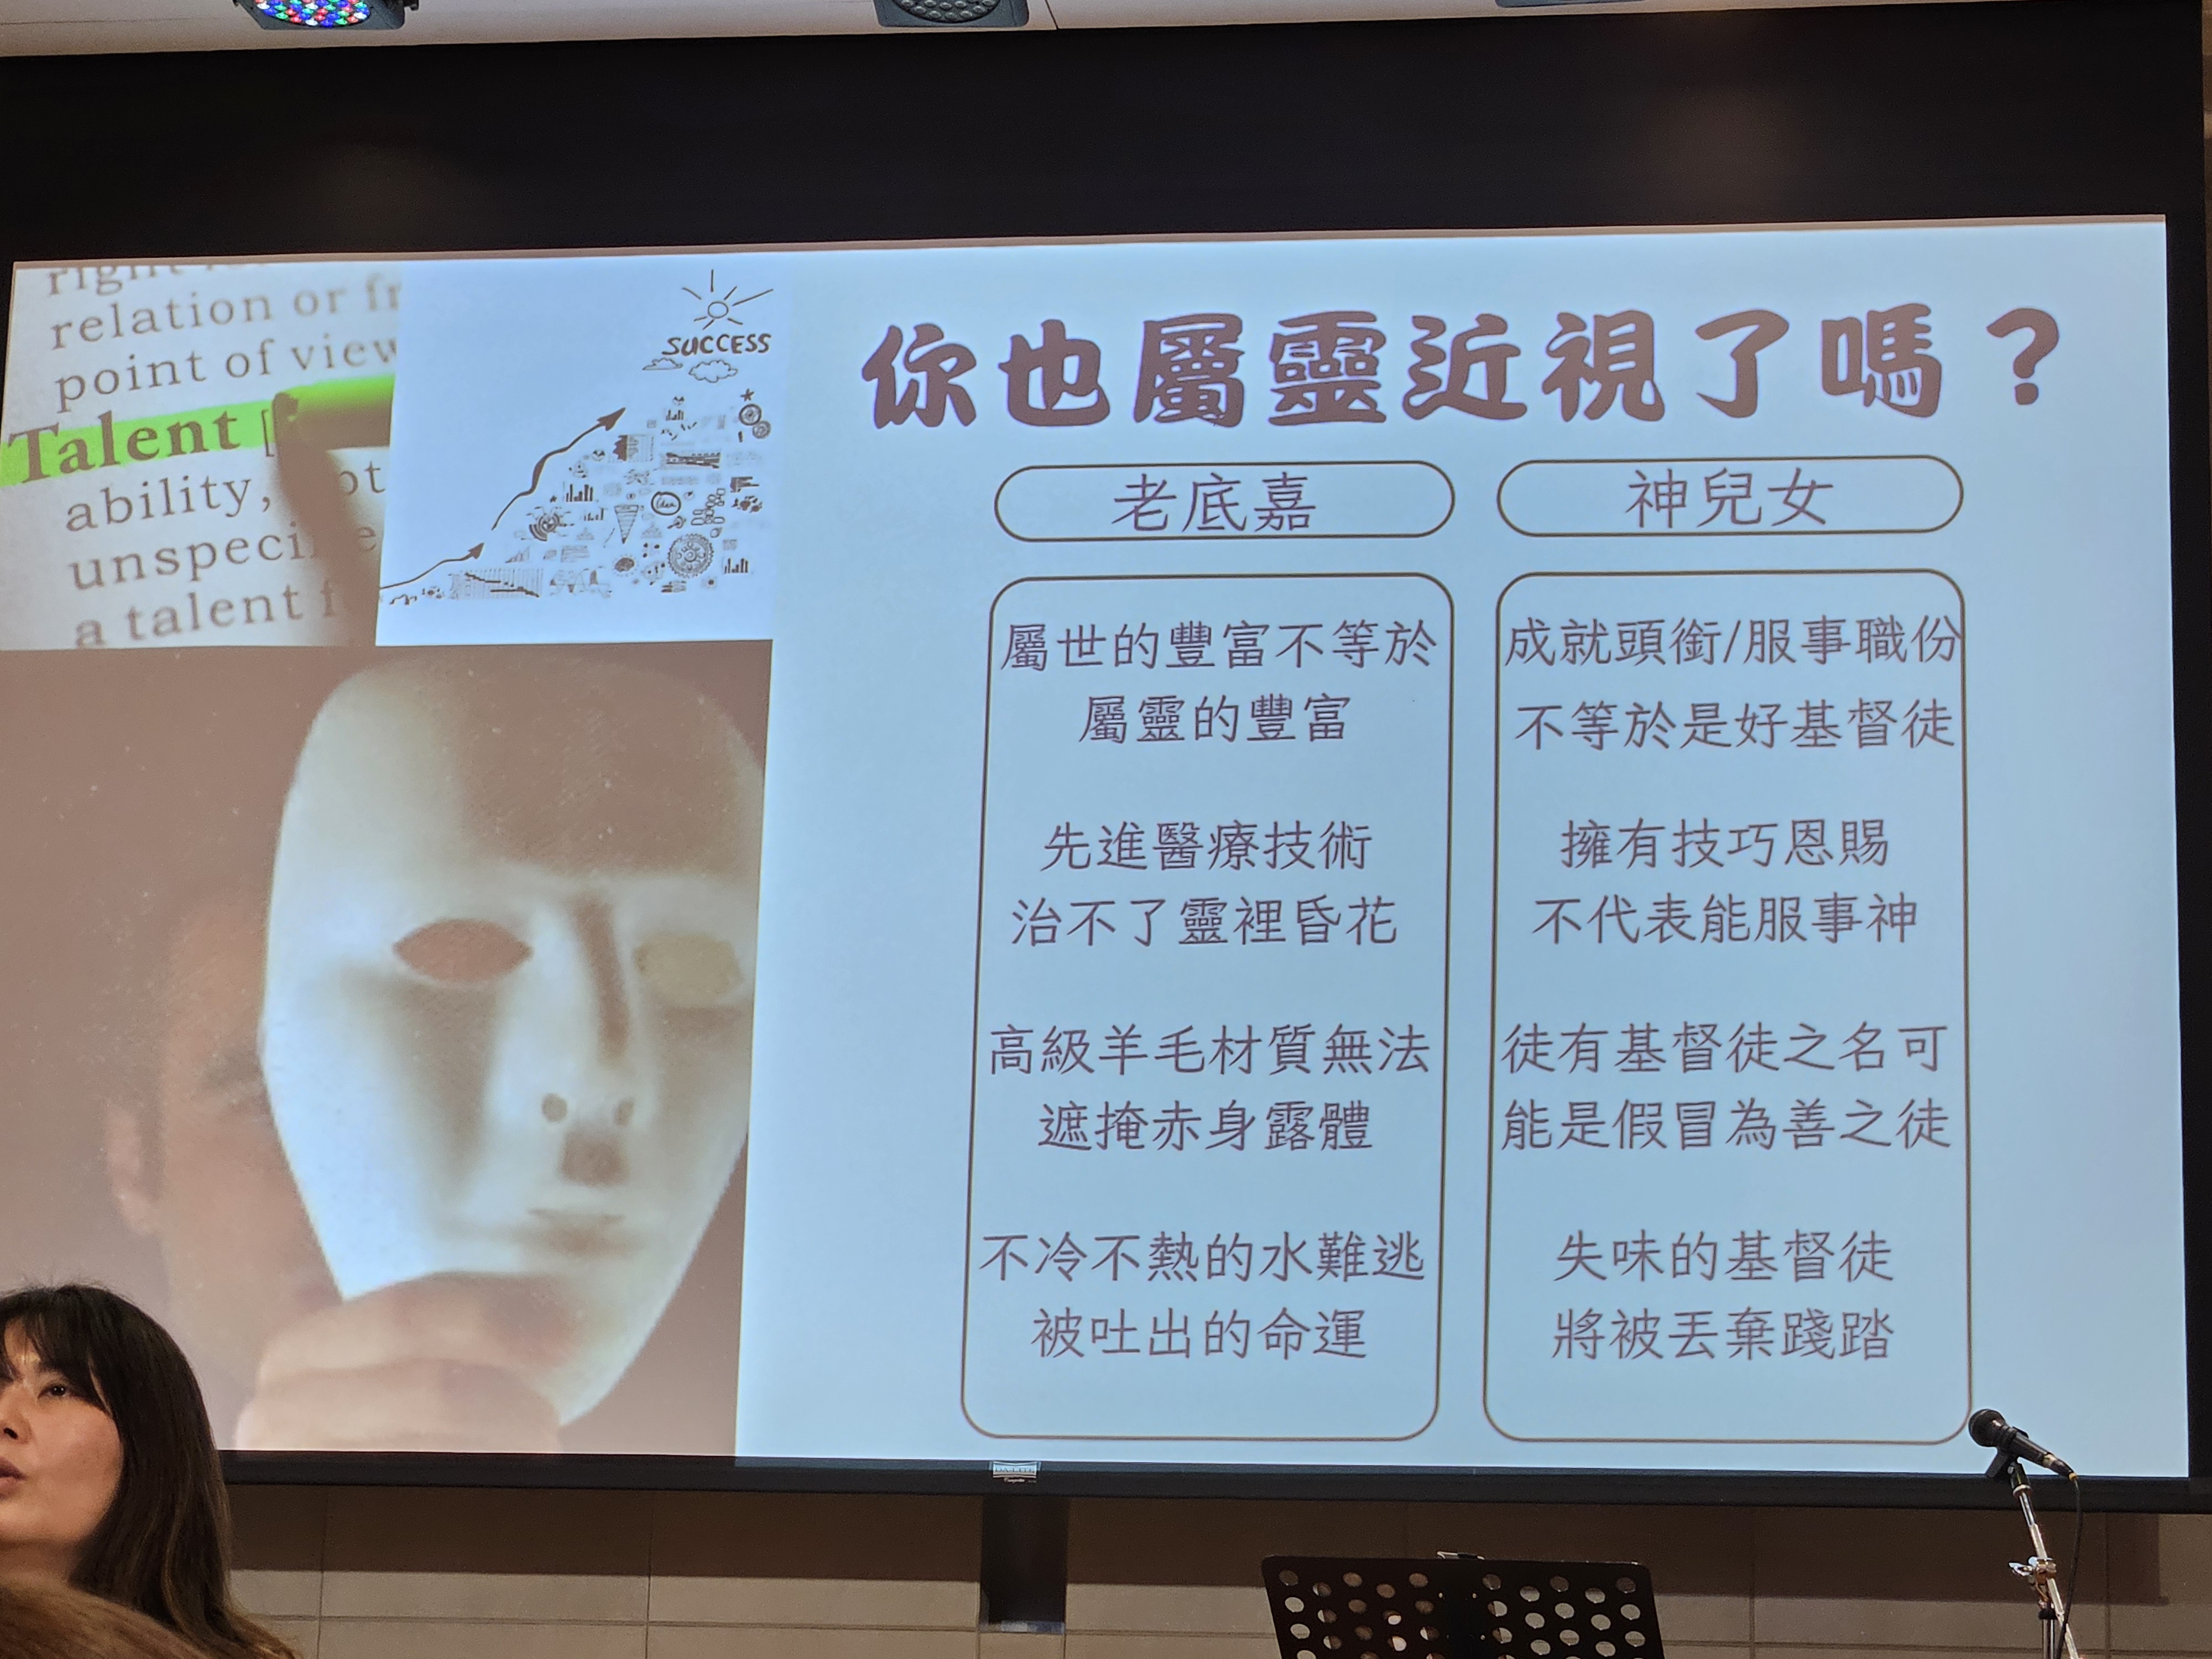 relation or fr
point of view
Talent [
ability,
a talent f
SUCCESS
Idea
你也屬靈近視了嗎？
老底嘉
屬世的豐富不等於
屬靈的豐富
先進醫療技術
治不了靈裡昏花
高級羊毛材質無法
遮掩赤身露體
不冷不熱的水難逃
被吐出的命運
神兒女
成就頭銜/服事職份
不等於是好基督徒
擁有技巧恩賜
不代表能服事神
徒有基督徒之名可
能是假冒為善之徒
失味的基督徒
將被丟棄踐踏